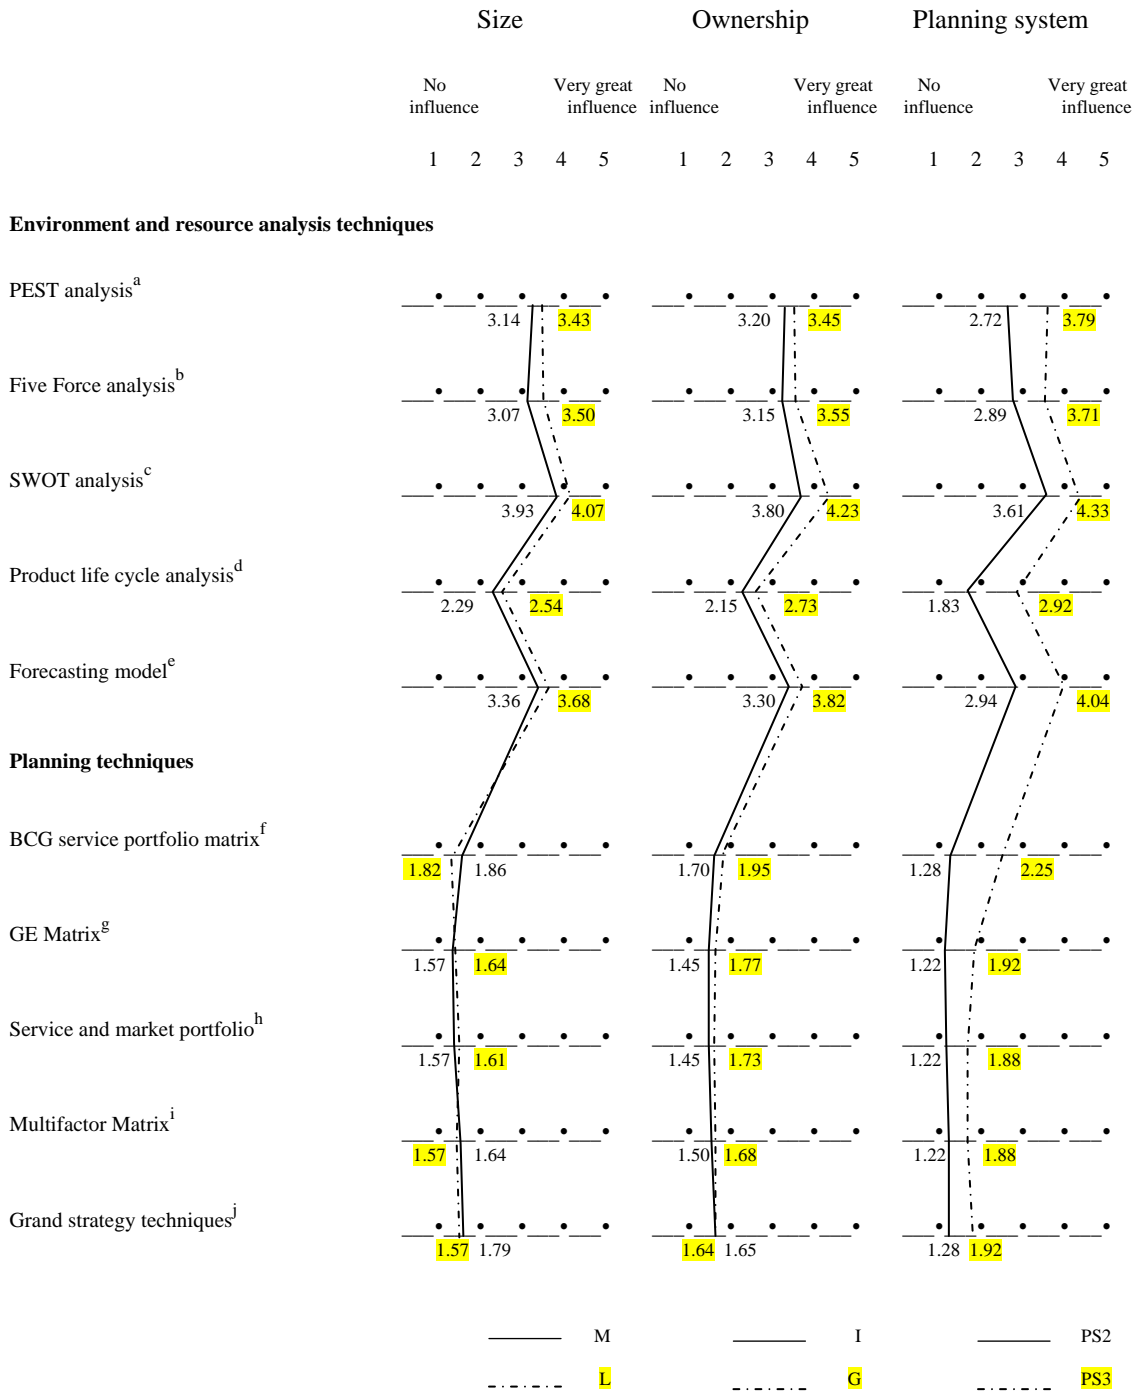 Size Ownership Planning system
No Very great No Very great No Very great
influence influence influence influence influence influence
1 2 3 4 5 1 2 3 4 5 1 2 3 4 5
Environment and resource analysis techniques
PEST analysisa
3.14 3.43 3.20 3.45 2.72 3.79
Five Force analysisb
3.07 3.50 3.15 3.55 2.89 3.71
SWOT analysisc
3.93 4.07 3.80 4.23 3.61 4.33
Product life cycle analysisd
2.29 2.54 2.15 2.73 1.83 2.92
Forecasting modele
3.36 3.68 3.30 3.82 2.94 4.04
Planning techniques
BCG service portfolio matrixf
1.82 1.86 1.70 1.95 1.28 2.25
GE Matrixg
1.57 1.64 1.45 1.77 1.22 1.92
Service and market portfolioh
1.57 1.61 1.45 1.73 1.22 1.88
Multifactor Matrixi
1.57 1.64 1.50 1.68 1.22 1.88
Grand strategy techniquesj
1.57 1.79 1.64 1.65 1.28 1.92
M I PS2
L G PS3